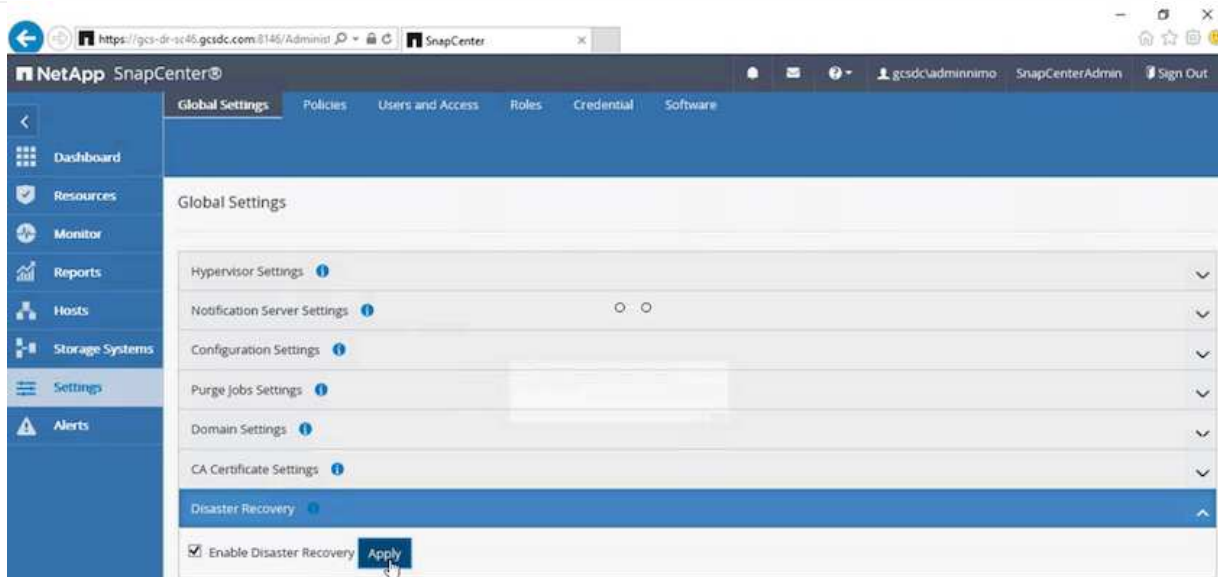 https://gcs-dr-sc46.gcsdc.com:8146/Administ
SnapCenter
NetApp SnapCenter®
gcsdc\adminnimo SnapCenterAdmin Sign Out
Global Settings Policies Users and Access Roles Credential Software
Dashboard
Resources
Monitor
Reports
Hosts
Storage Systems
Settings
Alerts
Global Settings
Hypervisor Settings
Notification Server Settings
Configuration Settings
Purge Jobs Settings
Domain Settings
CA Certificate Settings
Disaster Recovery
Enable Disaster Recovery Apply